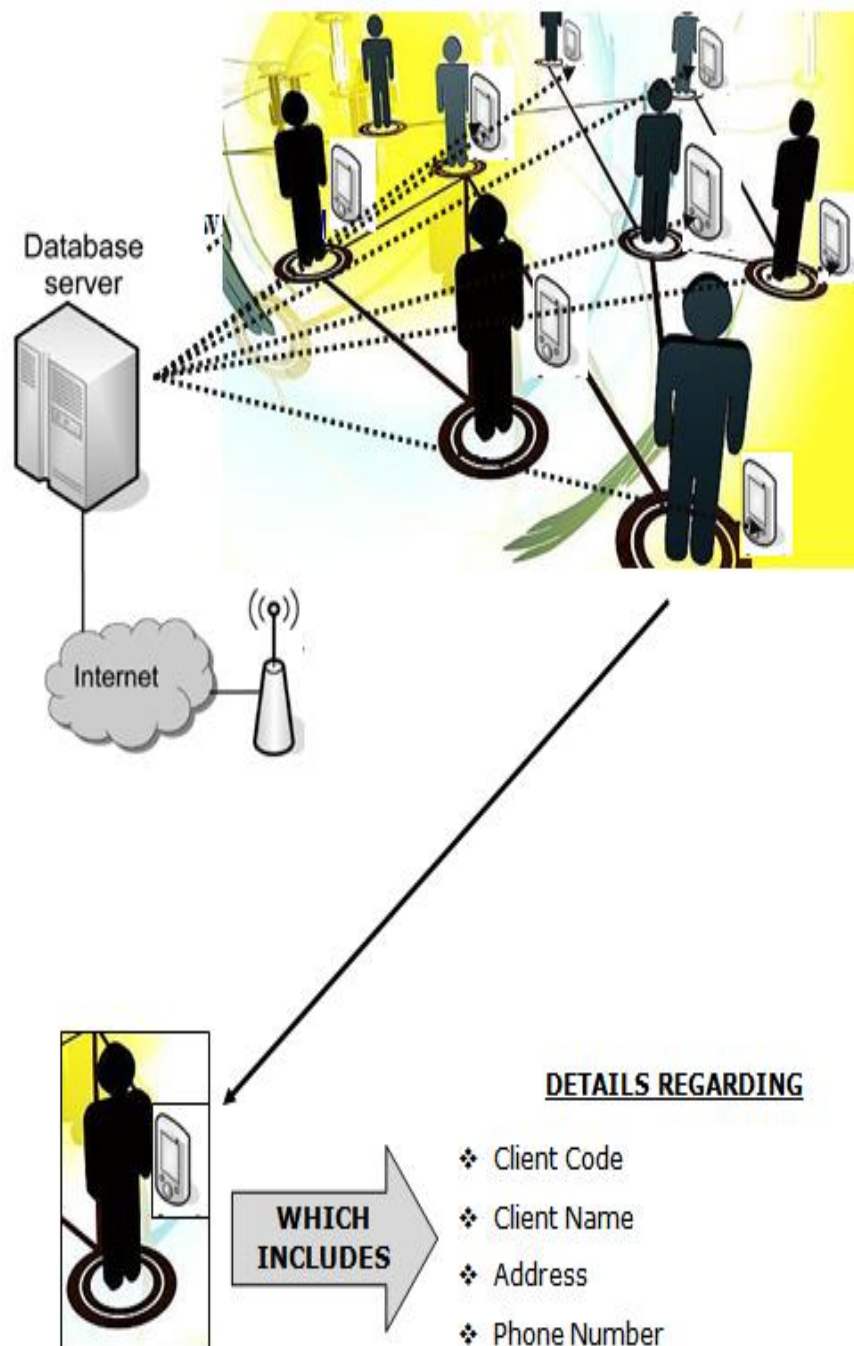 W
Database
server
Internet
DETAILS REGARDING
Client Code
Client Name
WHICH
INCLUDES
Address
Phone Number